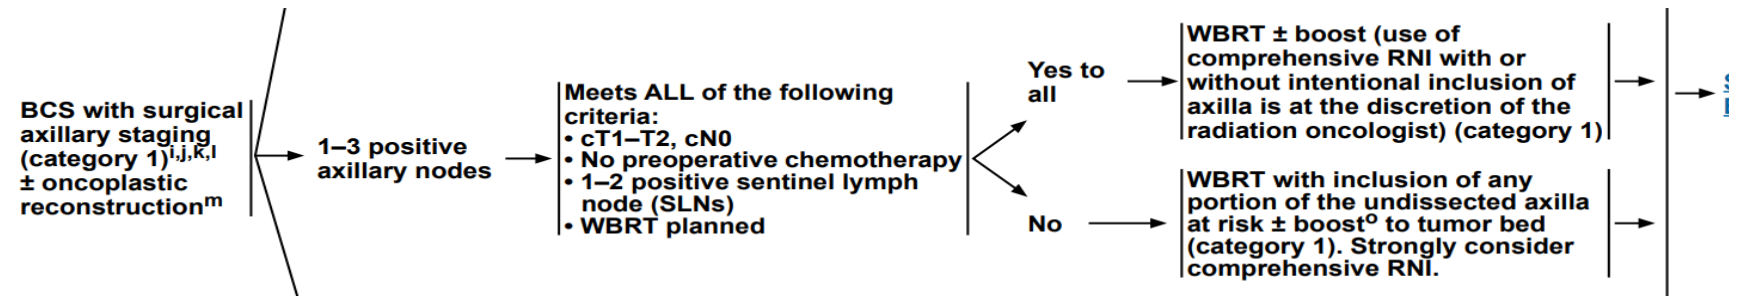 BCS with surgical
axillary staging
(category 1)i,j,k,l
± oncoplastic
reconstructionm
1–3 positive
axillary nodes
Meets ALL of the following
criteria:
• cT1–T2, cN0
• No preoperative chemotherapy
• 1–2 positive sentinel lymph
node (SLNs)
• WBRT planned
Yes to
all
WBRT ± boost (use of
comprehensive RNI with or
without intentional inclusion of
axilla is at the discretion of the
radiation oncologist) (category 1)
No
WBRT with inclusion of any
portion of the undissected axilla
at risk ± boosto to tumor bed
(category 1). Strongly consider
comprehensive RNI.